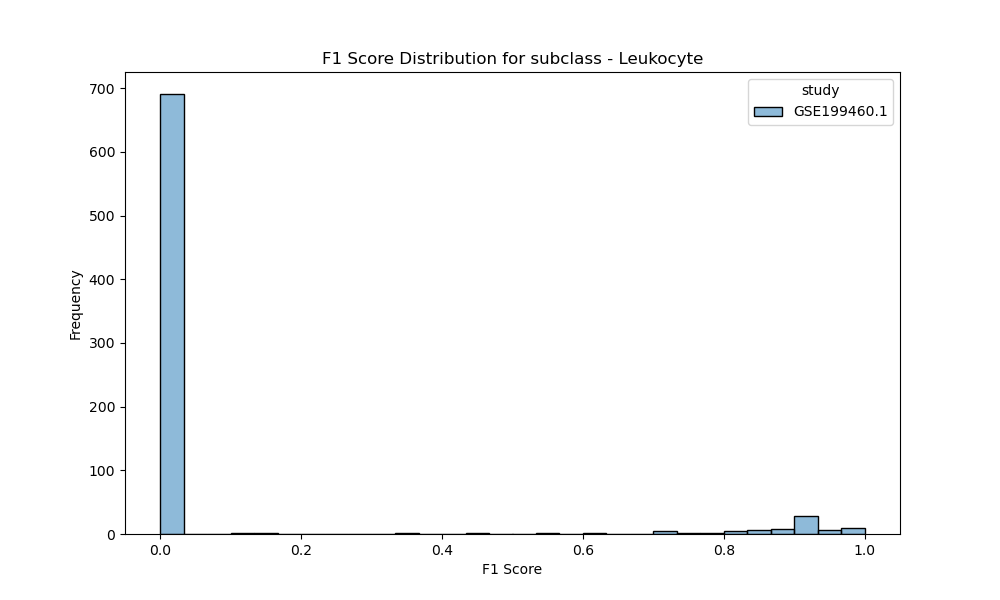 F1 Score Distribution for subclass - Leukocyte
study
GSE199460.1
700
600
500
400
300
200
100
0
Frequency
0.0 0.2 0.4 0.6 0.8 1.0
F1 Score